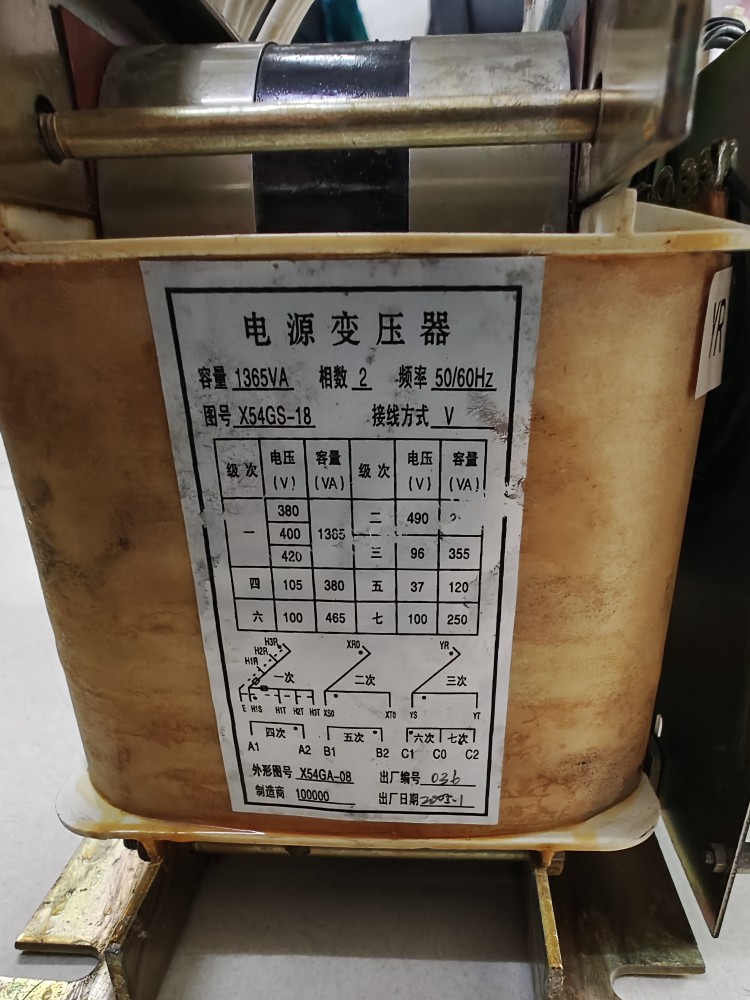 电源变压器
容量 1365VA 相数 2 频率 50/60Hz
图号 X54GS-18 接线方式 V
级次 电压(V) 容量(VA) 级次 电压(V) 容量(VA)
一 380 400 420 1365 二 490
三 96 355
四 105 380 五 37 120
六 100 465 七 100 250
H3R H2R H1R 一次 E H1S H1T H2T H3T
XR0 二次 XS0 XT0
YR 三次 YS YT
四次 A1 A2
五次 B1 B2
六次 七次 C1 C0 C2
外形图号 X54GA-08 出厂编号 036
制造商 100000 出厂日期 2005-1
YR